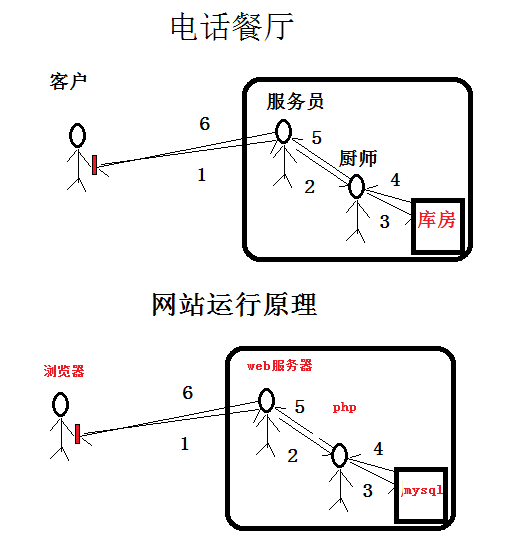 电话餐厅
客户
服务员
6
5
厨师
1
2
4
3
库房
网站运行原理
浏览器
web服务器
6
5
php
1
2
4
3
mysql